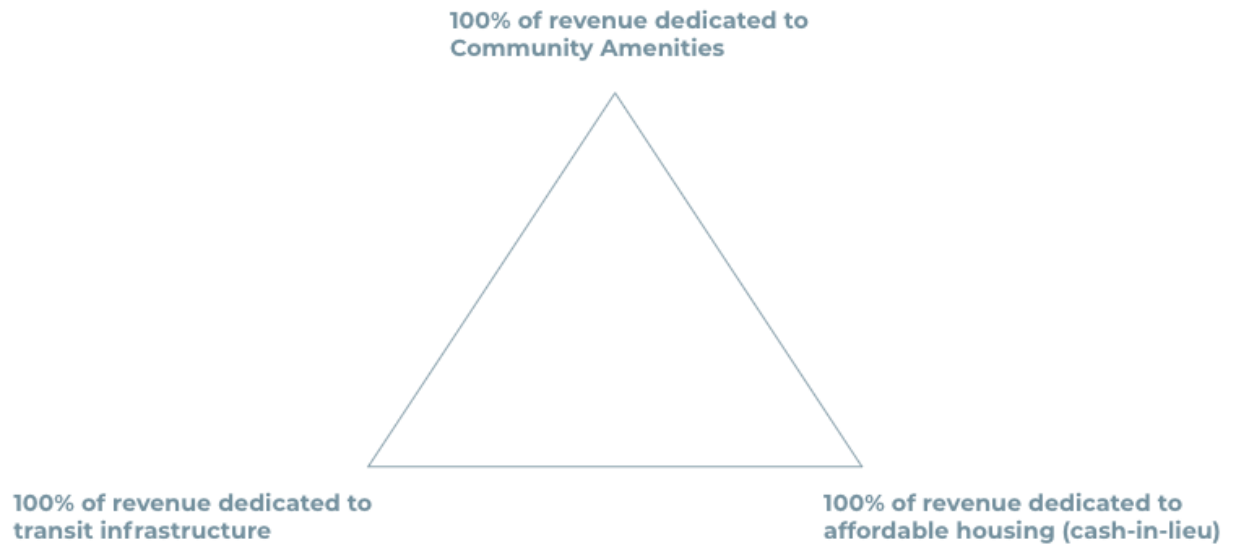 100% of revenue dedicated to
Community Amenities
100% of revenue dedicated to
transit infrastructure
100% of revenue dedicated to
affordable housing (cash-in-lieu)